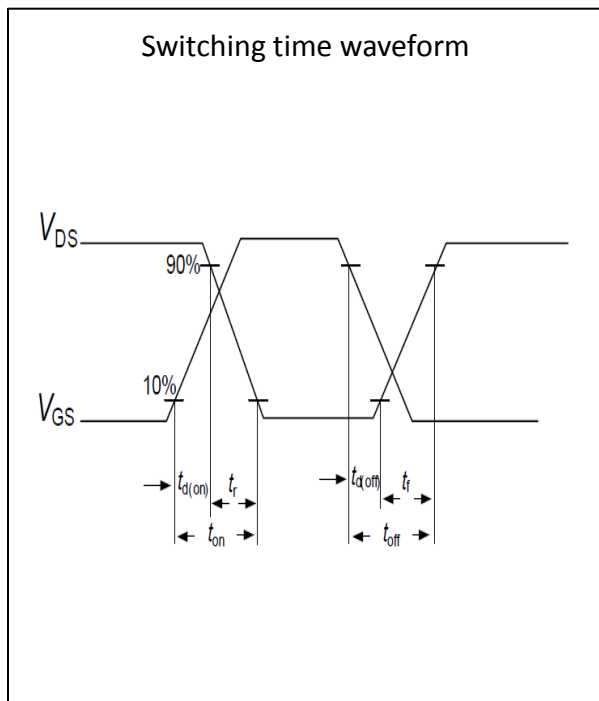 Switching time waveform
VDS
90%
10%
VGS
td(on) tr td(off) tf
ton toff